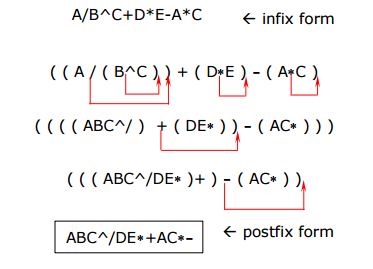 A/B^C+D*E-A*C ← infix form
( ( A / ( B^C ) ) + ( D*E ) – ( A*C )
( ( ( ( ABC^/ ) + ( DE* ) ) – ( AC* ) ) )
( ( ( ABC^/DE* )+ ) – ( AC* ) )
ABC^/DE*+AC*– ← postfix form